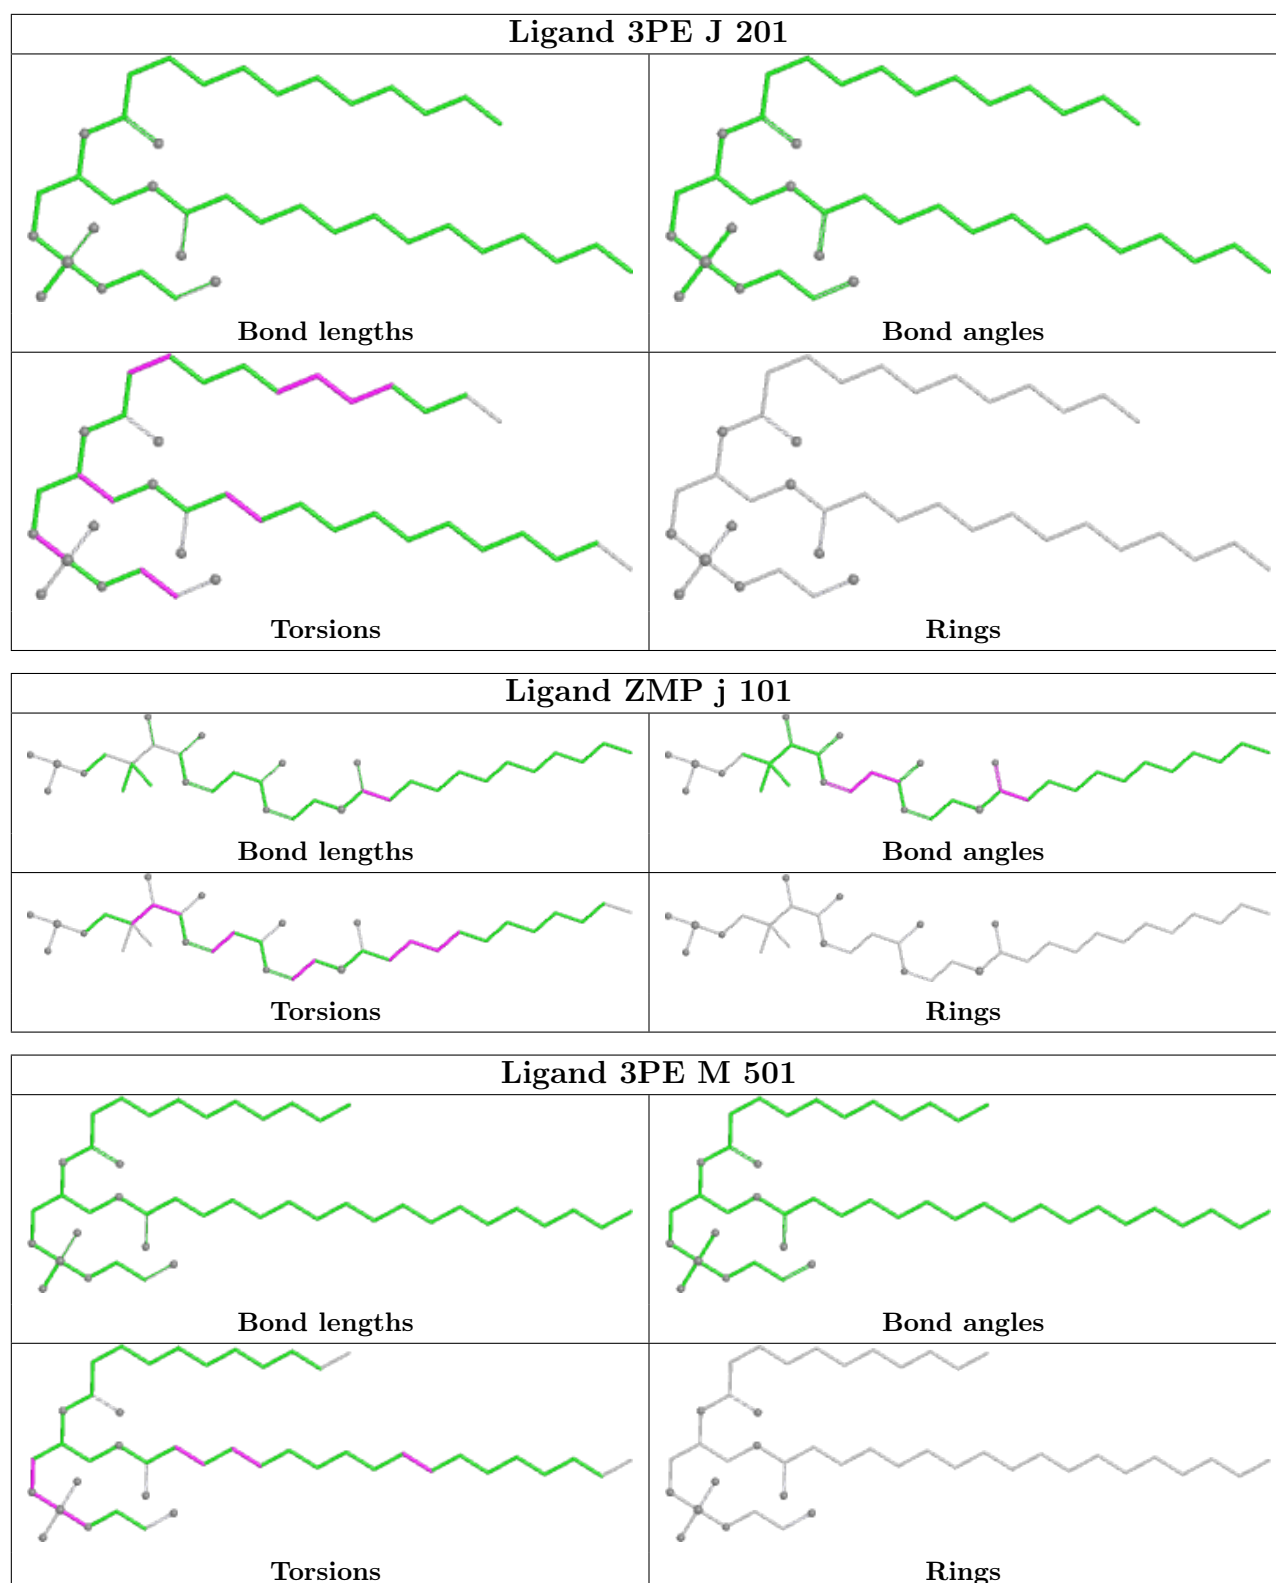 Ligand 3PE J 201
Bond lengths
Bond angles
Torsions
Rings
Ligand ZMP j 101
Bond lengths
Bond angles
Torsions
Rings
Ligand 3PE M 501
Bond lengths
Bond angles
Torsions
Rings